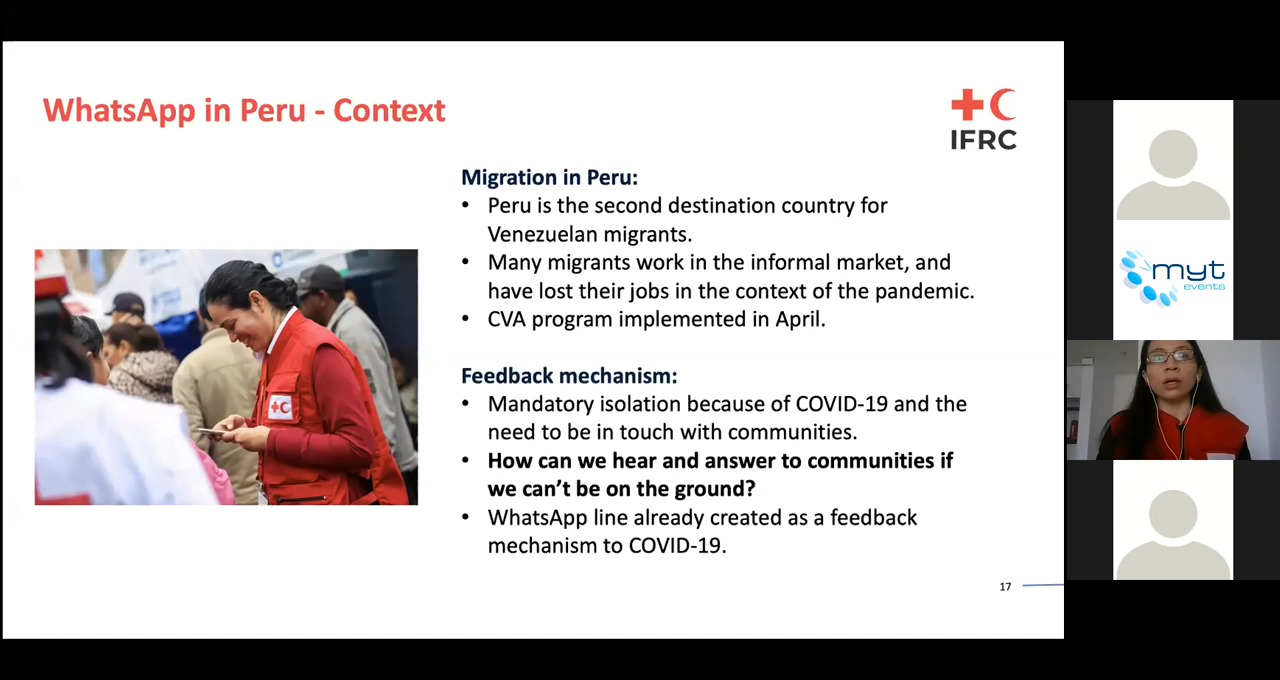 WhatsApp in Peru - Context
IFRC
Migration in Peru:
• Peru is the second destination country for
Venezuelan migrants.
• Many migrants work in the informal market, and
have lost their jobs in the context of the pandemic.
• CVA program implemented in April.
Feedback mechanism:
• Mandatory isolation because of COVID-19 and the
need to be in touch with communities.
• How can we hear and answer to communities if
we can't be on the ground?
• WhatsApp line already created as a feedback
mechanism to COVID-19.
17
myt
events